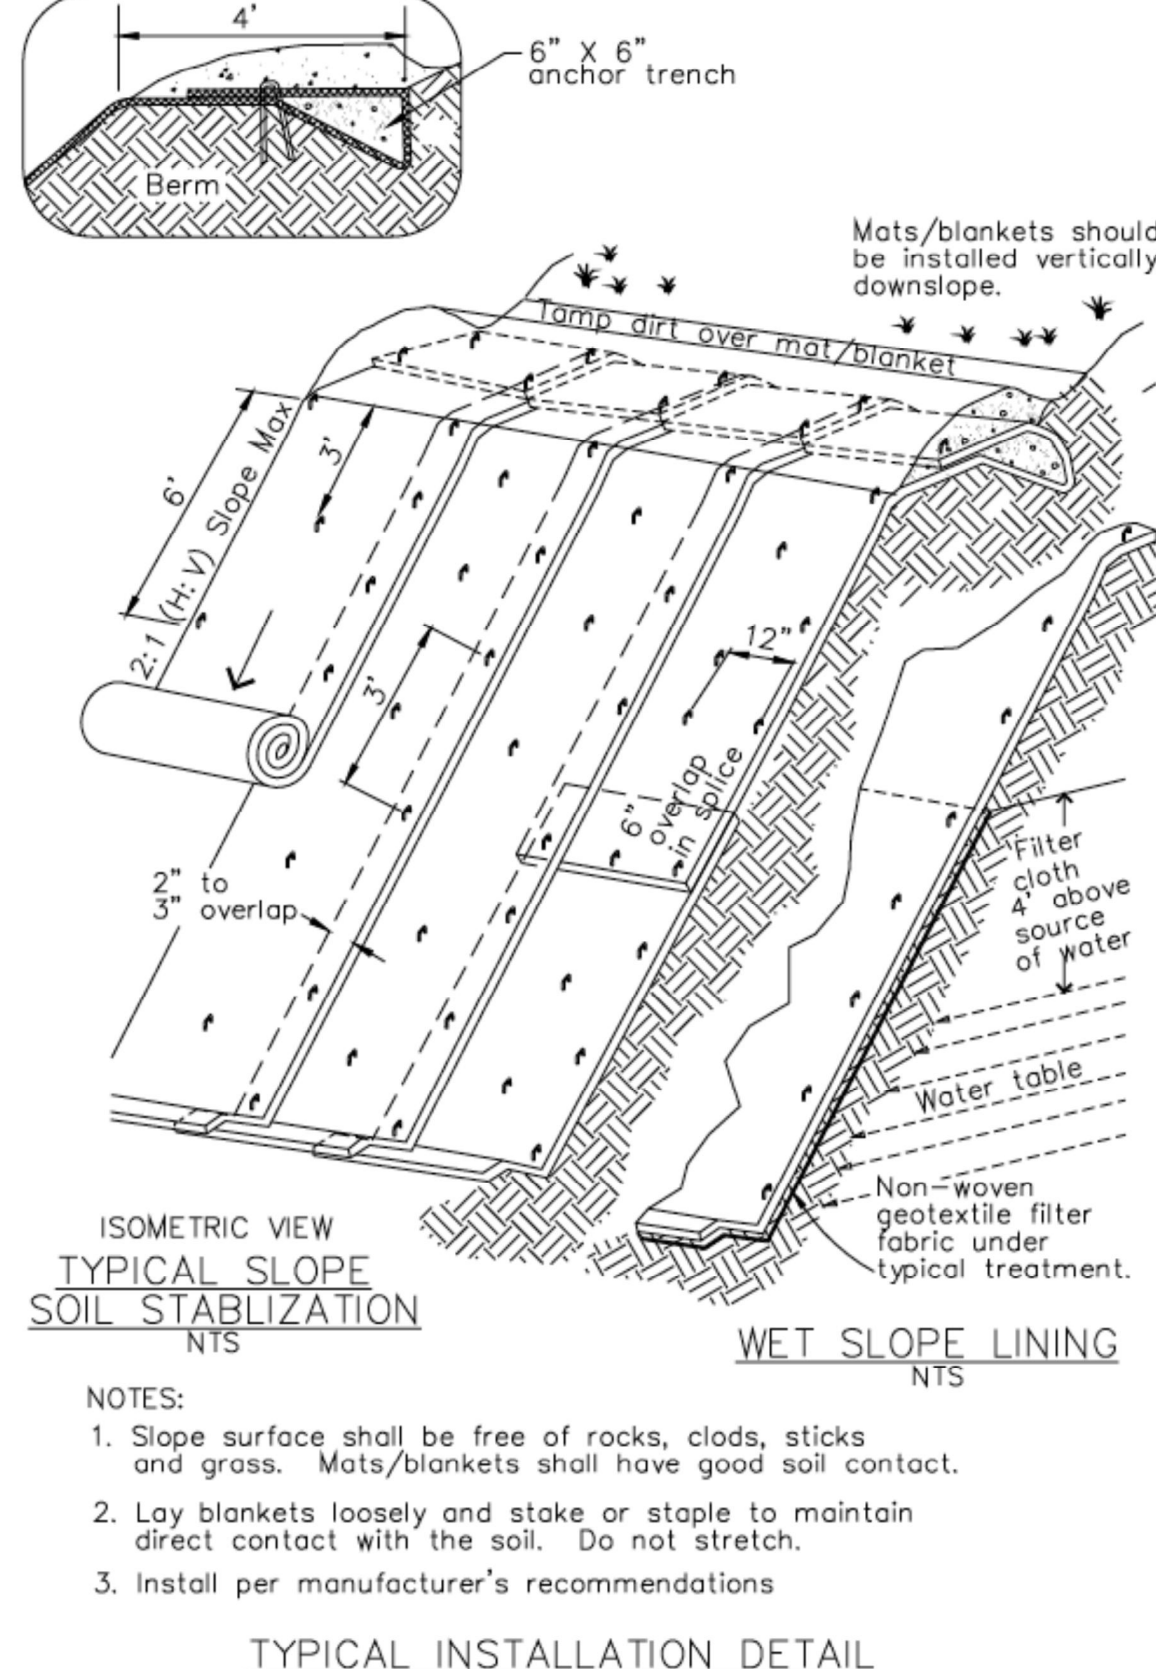 4'
6" X 6"
anchor trench
Berm
Mats/blankets should
be installed vertically
downslope.
Tamp dirt over mat/blanket
6'
3'
2:1 (H:V) Slope Max
12"
3'
6"
overlap
in splice
2" to
3" overlap
Filter
cloth
4' above
source
of water
Water table
Non-woven
geotextile filter
fabric under
typical treatment.
ISOMETRIC VIEW
TYPICAL SLOPE
SOIL STABLIZATION
NTS
WET SLOPE LINING
NTS
NOTES:
1. Slope surface shall be free of rocks, clods, sticks
and grass. Mats/blankets shall have good soil contact.
2. Lay blankets loosely and stake or staple to maintain
direct contact with the soil. Do not stretch.
3. Install per manufacturer's recommendations
TYPICAL INSTALLATION DETAIL